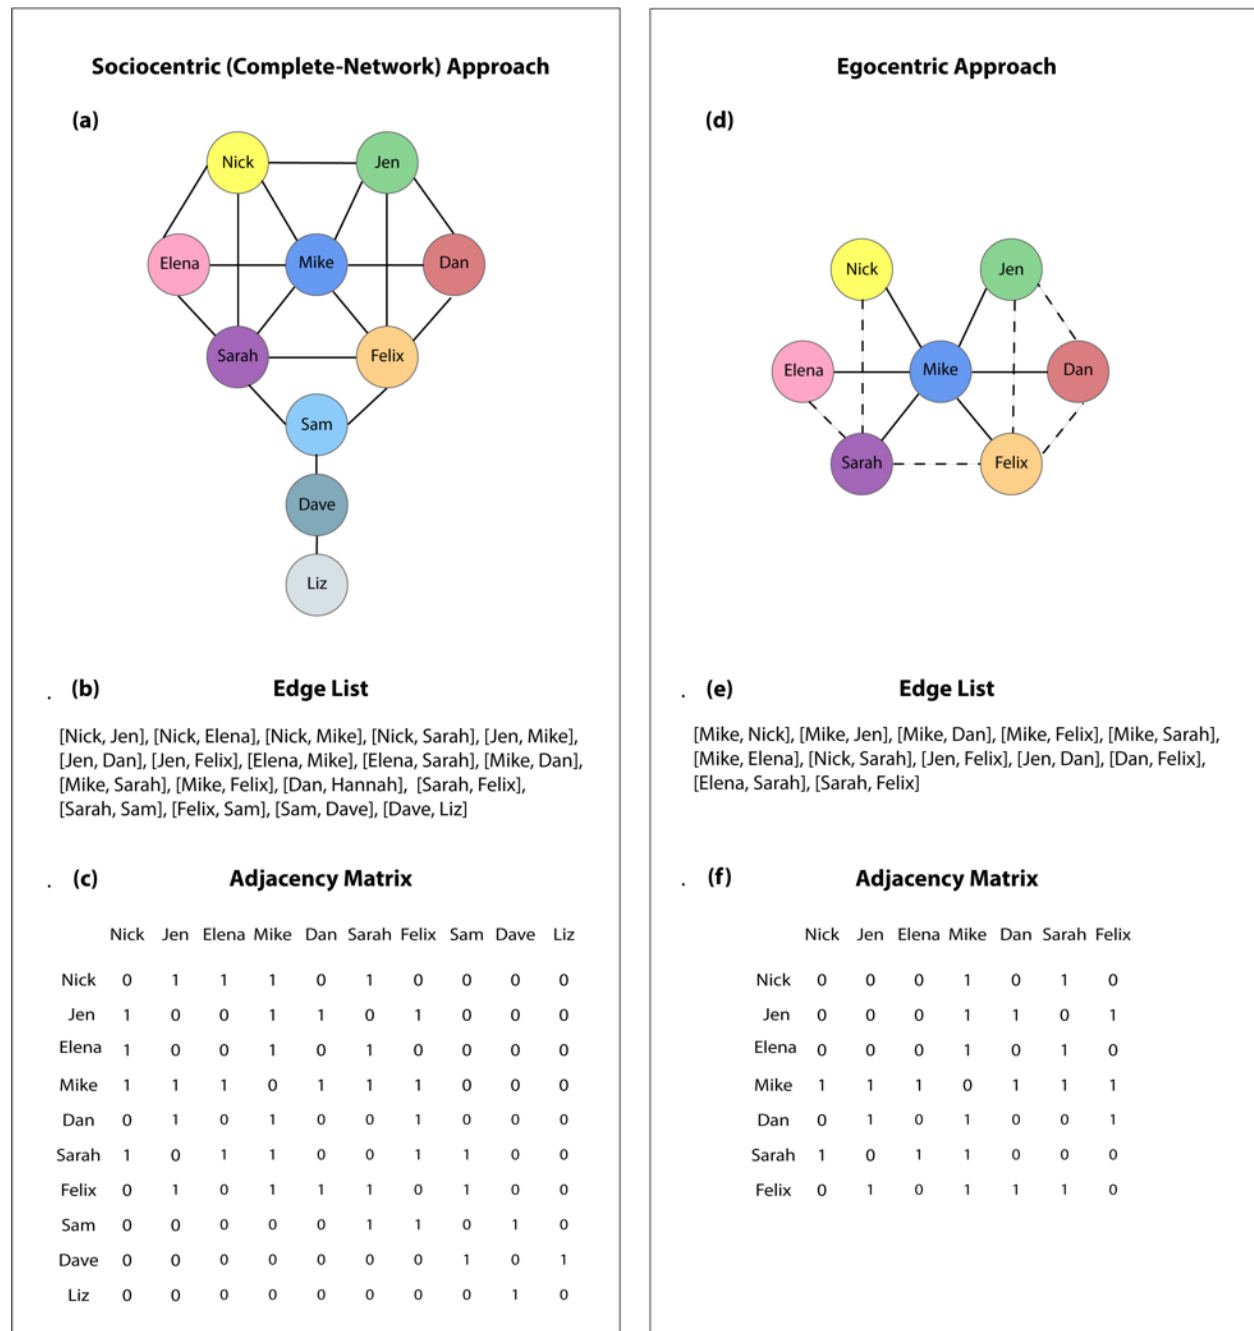 Sociocentric (Complete-Network) Approach
(a)
Nick
Jen
Elena
Mike
Dan
Sarah
Felix
Sam
Dave
Liz
. (b) Edge List
[Nick, Jen], [Nick, Elena], [Nick, Mike], [Nick, Sarah], [Jen, Mike],
[Jen, Dan], [Jen, Felix], [Elena, Mike], [Elena, Sarah], [Mike, Dan],
[Mike, Sarah], [Mike, Felix], [Dan, Hannah], [Sarah, Felix],
[Sarah, Sam], [Felix, Sam], [Sam, Dave], [Dave, Liz]
. (c) Adjacency Matrix
Nick Jen Elena Mike Dan Sarah Felix Sam Dave Liz
Nick 0 1 1 1 0 1 0 0 0 0
Jen 1 0 0 1 1 0 1 0 0 0
Elena 1 0 0 1 0 1 0 0 0 0
Mike 1 1 1 0 1 1 1 0 0 0
Dan 0 1 0 1 0 0 1 0 0 0
Sarah 1 0 1 1 0 0 1 1 0 0
Felix 0 1 0 1 1 1 0 1 0 0
Sam 0 0 0 0 0 1 1 0 1 0
Dave 0 0 0 0 0 0 0 1 0 1
Liz 0 0 0 0 0 0 0 0 1 0
Egocentric Approach
(d)
Nick
Jen
Elena
Mike
Dan
Sarah
Felix
. (e) Edge List
[Mike, Nick], [Mike, Jen], [Mike, Dan], [Mike, Felix], [Mike, Sarah],
[Mike, Elena], [Nick, Sarah], [Jen, Felix], [Jen, Dan], [Dan, Felix],
[Elena, Sarah], [Sarah, Felix]
. (f) Adjacency Matrix
Nick Jen Elena Mike Dan Sarah Felix
Nick 0 0 0 1 0 1 0
Jen 0 0 0 1 1 0 1
Elena 0 0 0 1 0 1 0
Mike 1 1 1 0 1 1 1
Dan 0 1 0 1 0 0 1
Sarah 1 0 1 1 0 0 0
Felix 0 1 0 1 1 1 0